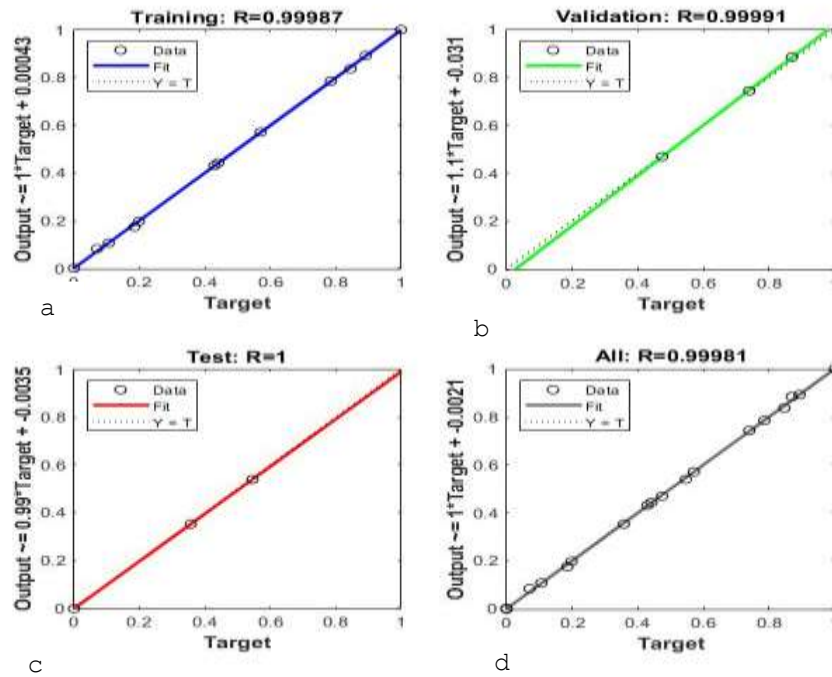 Training: R=0.99987
Output ~= 1*Target + 0.00043
1
0.8
0.6
0.4
0.2
0
Data
Fit
Y = T
0.2
0.4
0.6
0.8
1
Target
a
Validation: R=0.99991
Output ~= 1.1*Target + -0.031
1
0.8
0.6
0.4
0.2
0
Data
Fit
Y = T
0
0.2
0.4
0.6
0.8
1
Target
b
Test: R=1
Output ~= 0.99*Target + -0.0035
1
0.8
0.6
0.4
0.2
0
Data
Fit
Y = T
0
0.2
0.4
0.6
0.8
1
Target
c
All: R=0.99981
Output ~= 1*Target + -0.0021
1
0.8
0.6
0.4
0.2
0
Data
Fit
Y = T
0
0.2
0.4
0.6
0.8
1
Target
d